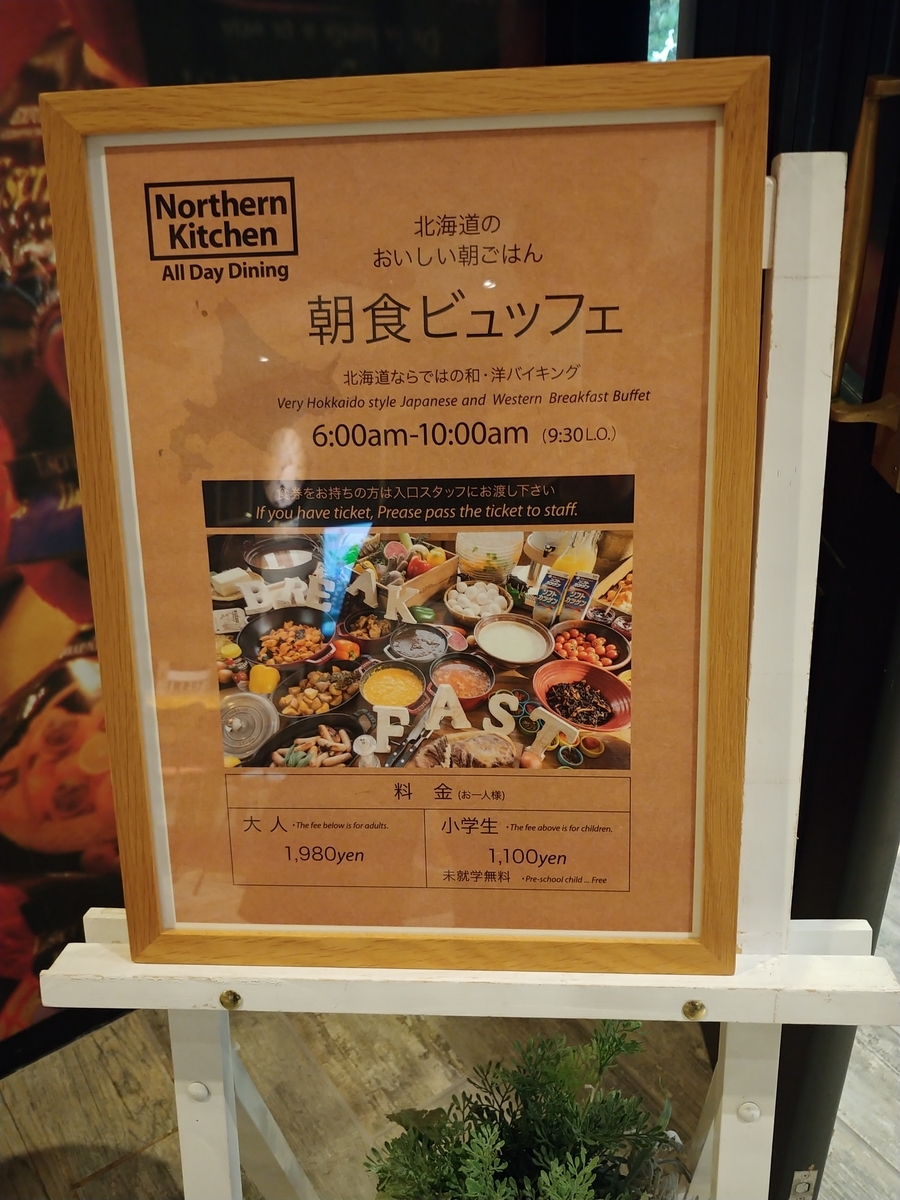 Northern
Kitchen
All Day Dining
北海道の
おいしい朝ごはん
朝食ビュッフェ
北海道ならではの和・洋バイキング
Very Hokkaido style Japanese and Western Breakfast Buffet
6:00am-10:00am (9:30L.O.)
食券をお持ちの方は入口スタッフにお渡し下さい
If you have ticket, Prease pass the ticket to staff.
BREAK
FAST
料 金 (お一人様)
大 人 ・The fee below is for adults.
1,980yen
小学生 ・The fee above is for children.
1,100yen
未就学無料 ・Pre-school child ... Free